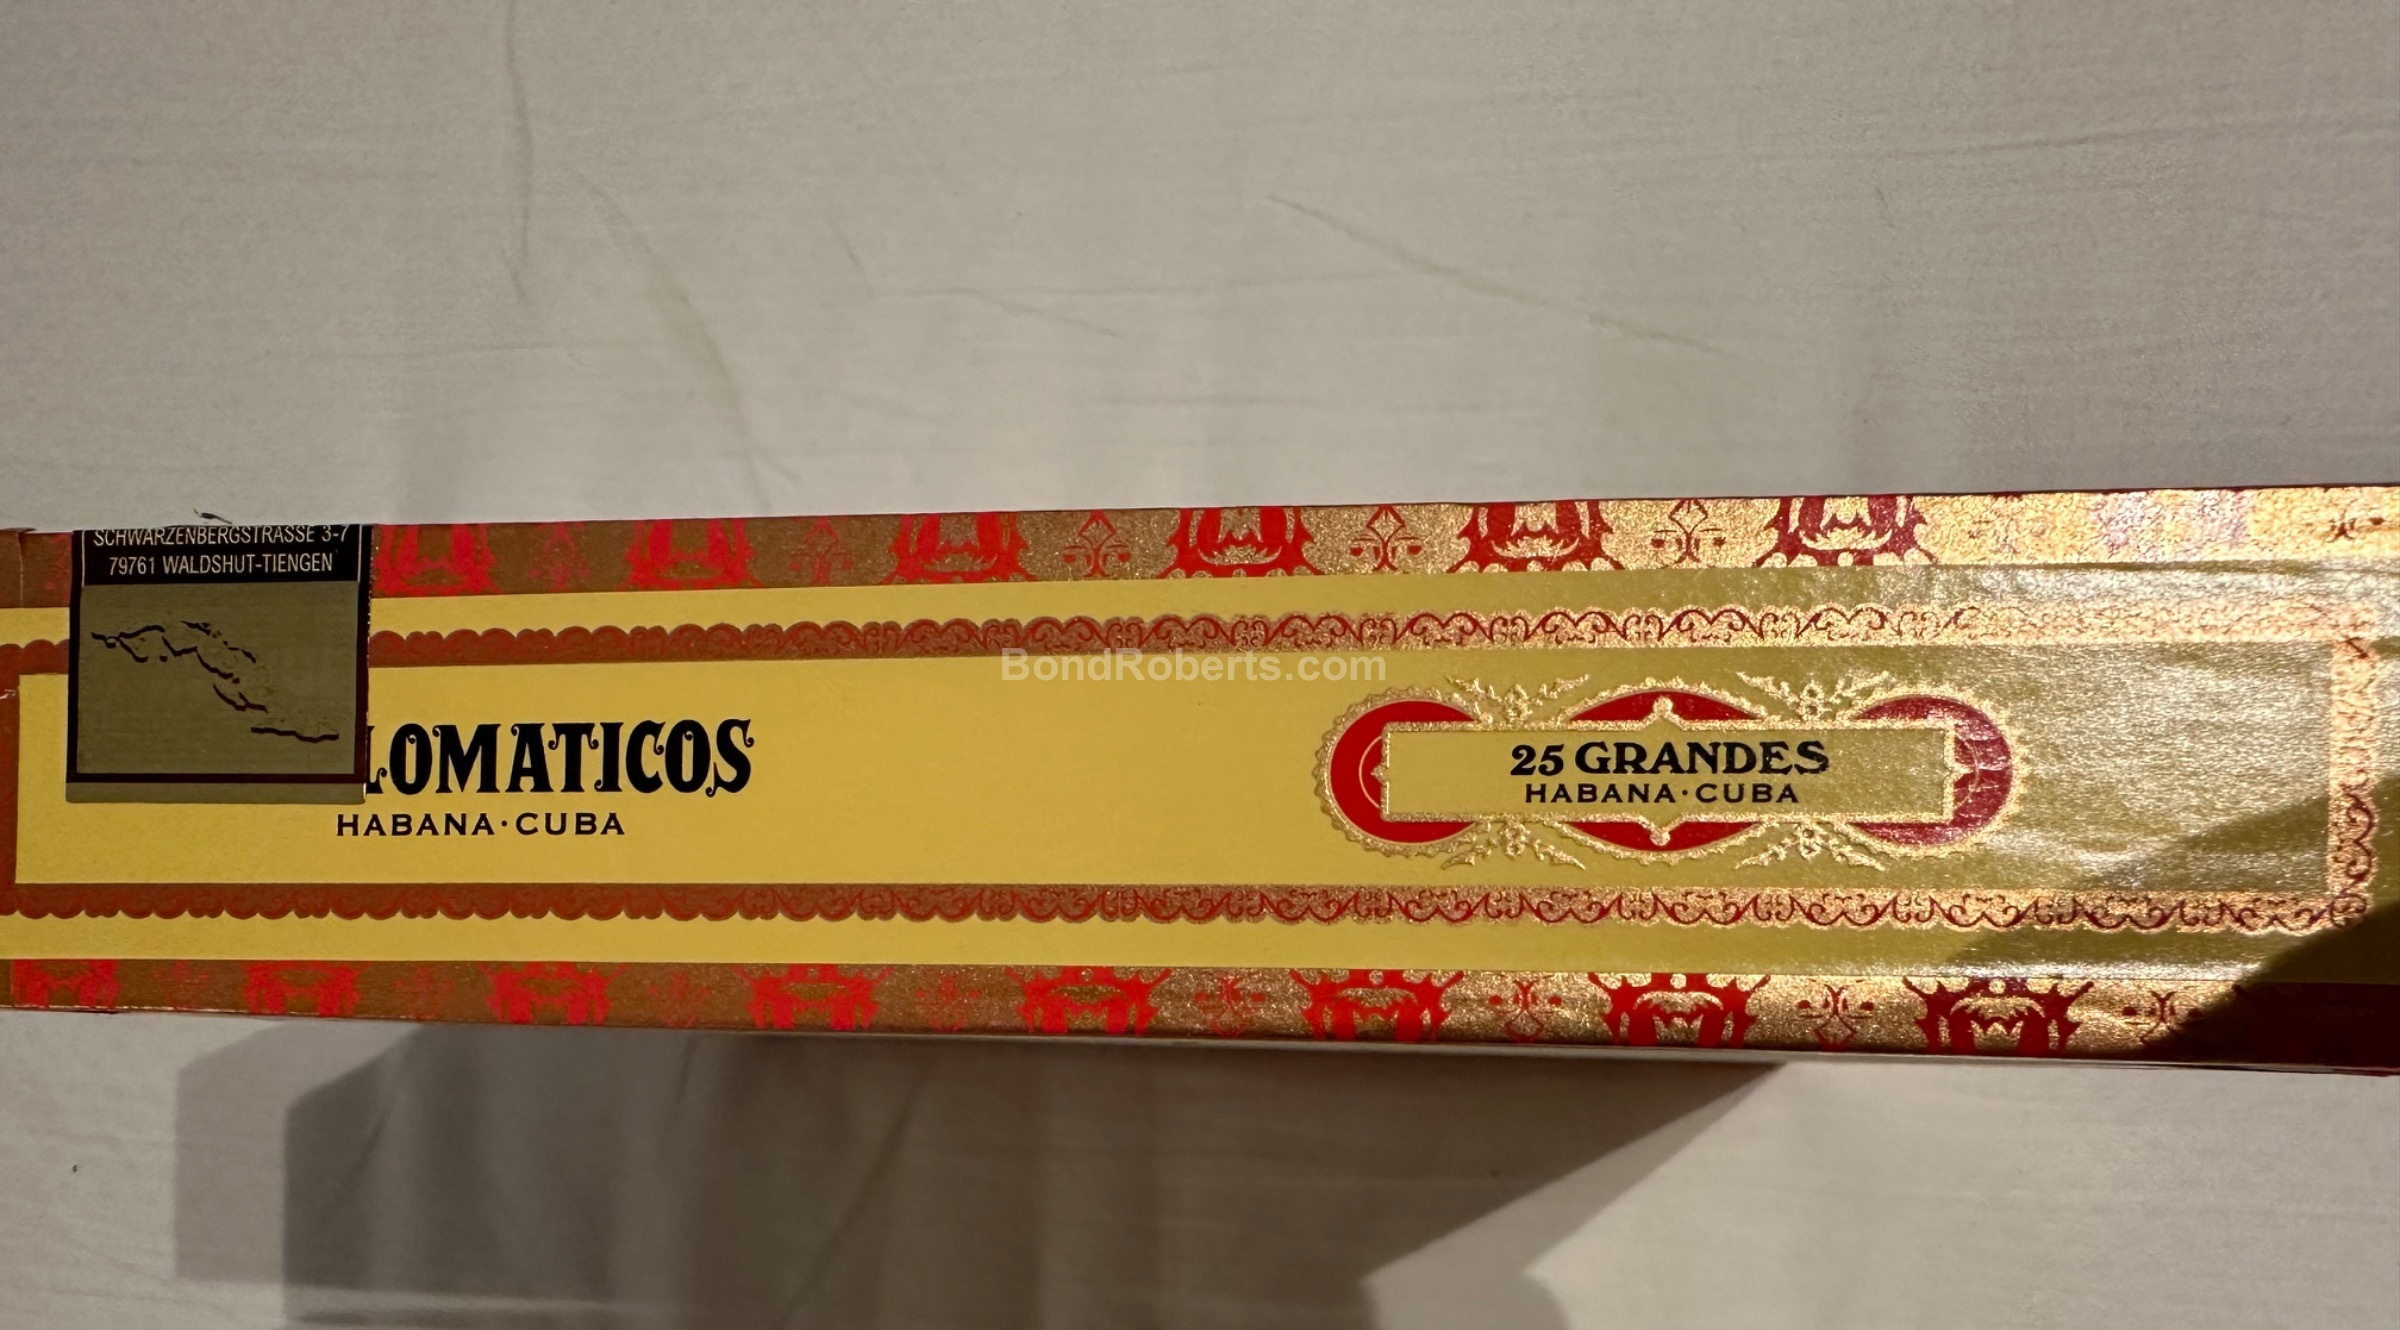 SCHWARZENBERGSTRASSE 3-7
79761 WALDSHUT-TIENGEN
LOMATICOS
HABANA·CUBA
BondRoberts.com
25 GRANDES
HABANA·CUBA